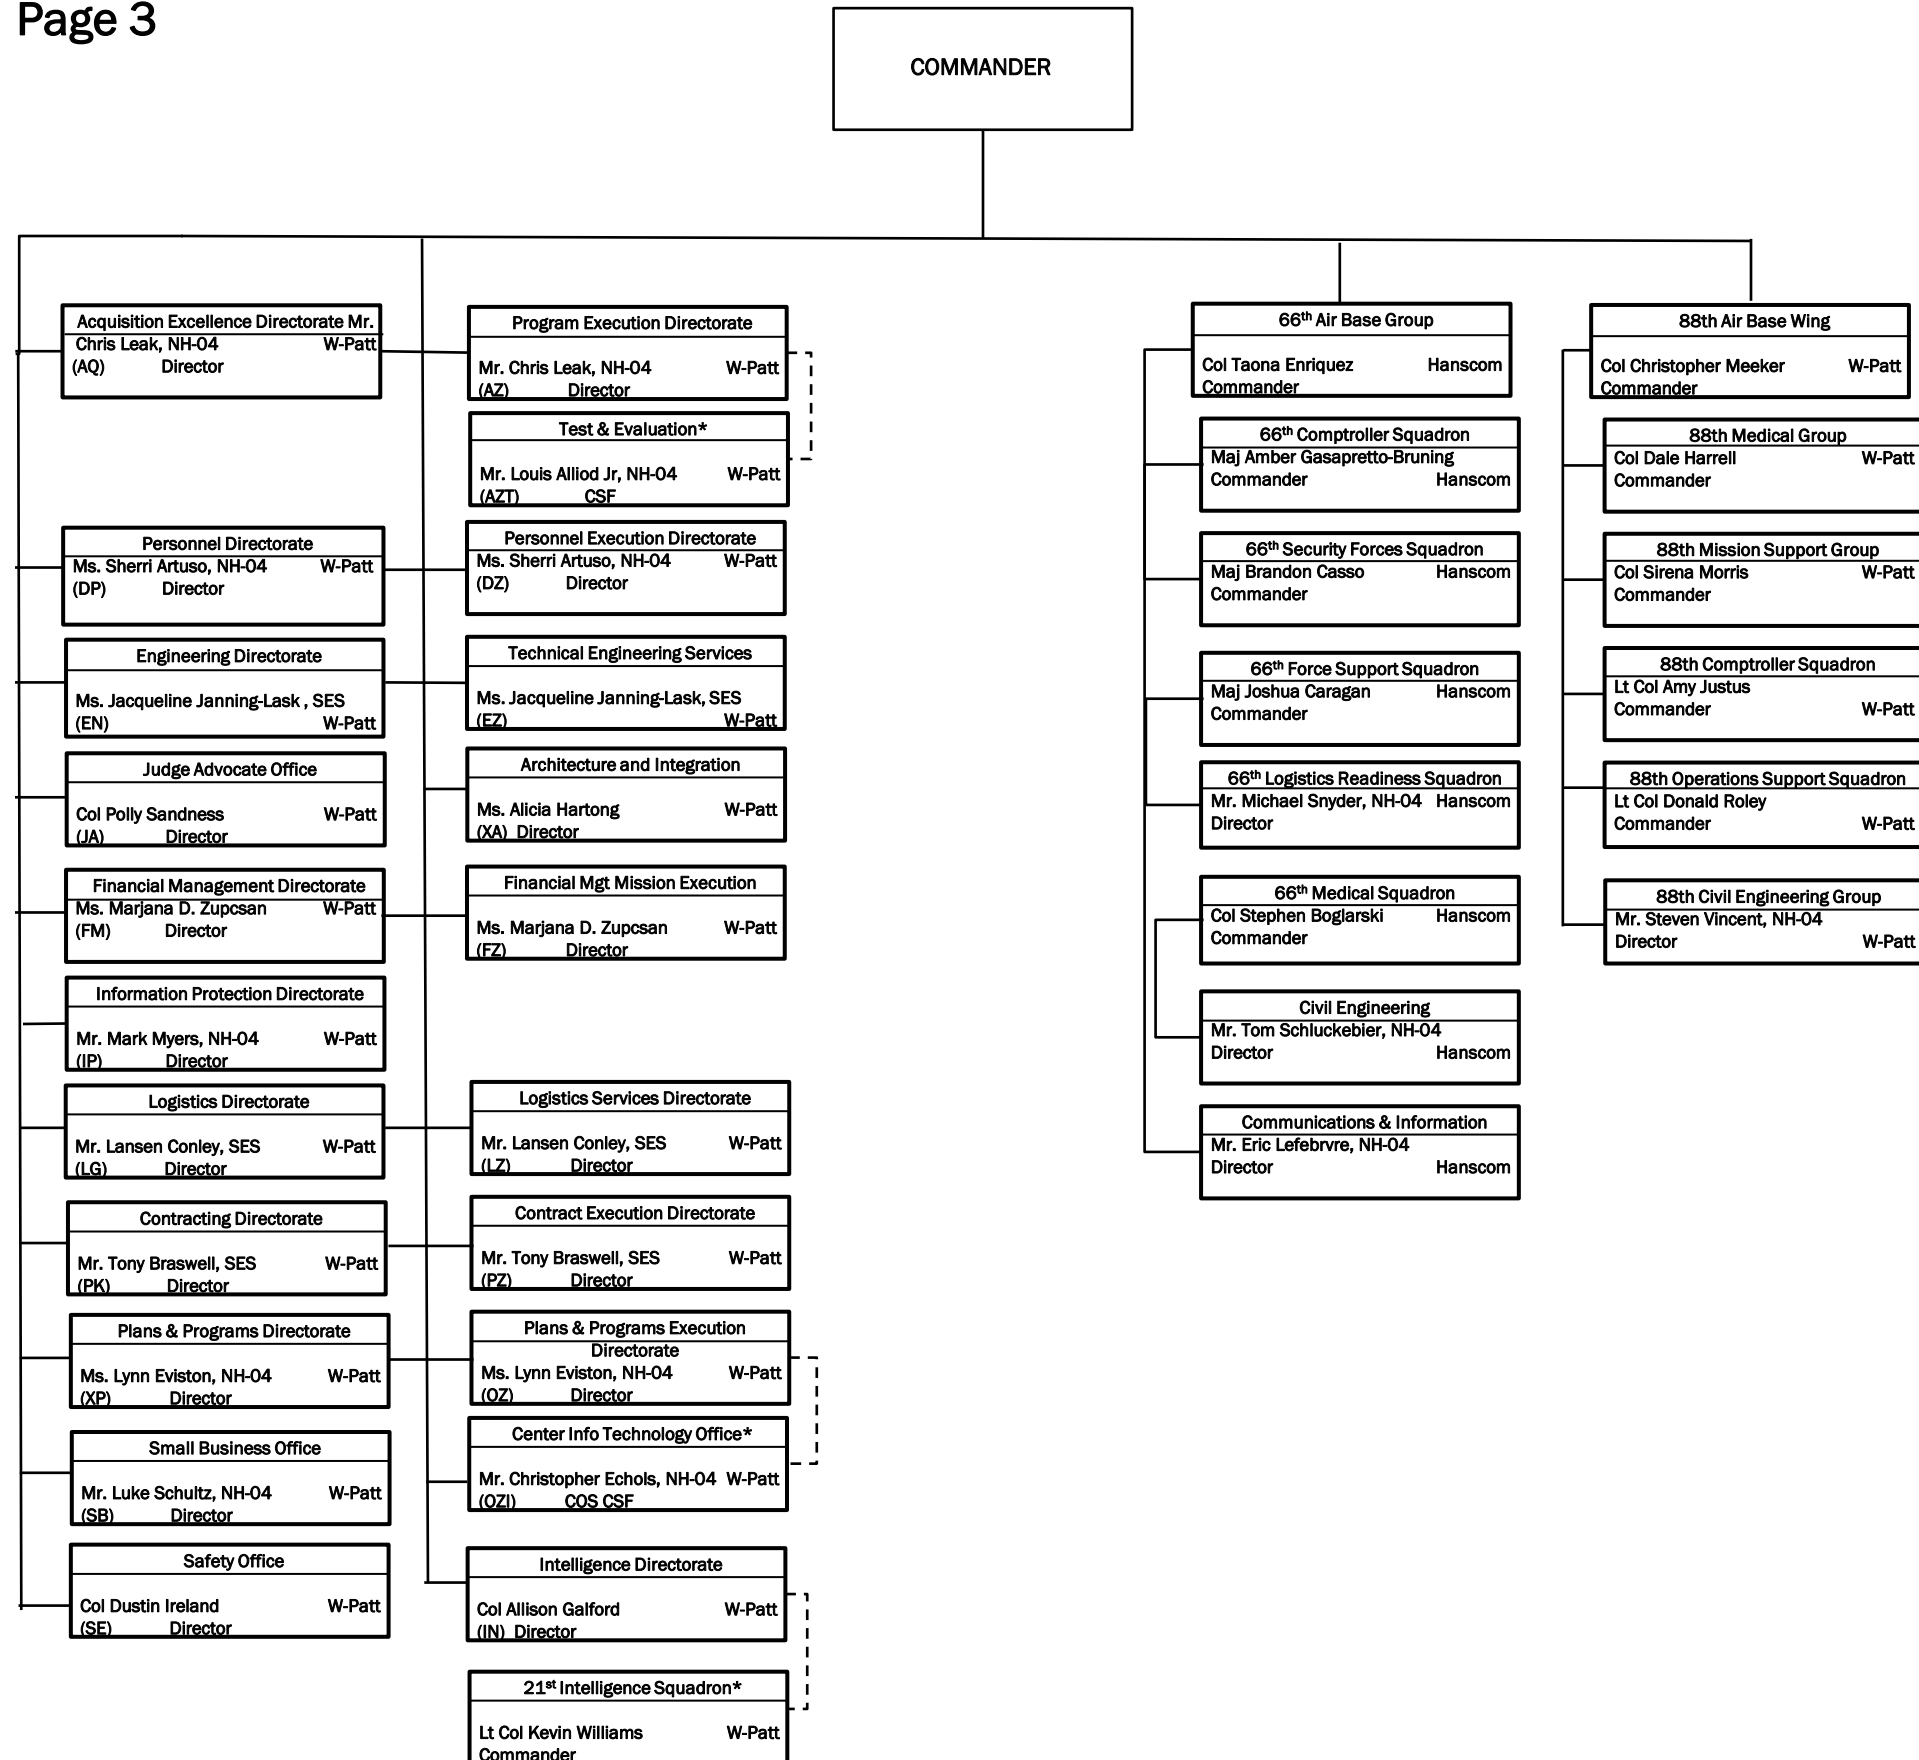 Page 3
COMMANDER
Acquisition Excellence Directorate Mr.
Chris Leak, NH-04 W-Patt
(AQ) Director
Personnel Directorate
Ms. Sherri Artuso, NH-04 W-Patt
(DP) Director
Engineering Directorate
Ms. Jacqueline Janning-Lask , SES
(EN) W-Patt
Judge Advocate Office
Col Polly Sandness W-Patt
(JA) Director
Financial Management Directorate
Ms. Marjana D. Zupcsan W-Patt
(FM) Director
Information Protection Directorate
Mr. Mark Myers, NH-04 W-Patt
(IP) Director
Logistics Directorate
Mr. Lansen Conley, SES W-Patt
(LG) Director
Contracting Directorate
Mr. Tony Braswell, SES W-Patt
(PK) Director
Plans & Programs Directorate
Ms. Lynn Eviston, NH-04 W-Patt
(XP) Director
Small Business Office
Mr. Luke Schultz, NH-04 W-Patt
(SB) Director
Safety Office
Col Dustin Ireland W-Patt
(SE) Director
Program Execution Directorate
Mr. Chris Leak, NH-04 W-Patt
(AZ) Director
Test & Evaluation*
Mr. Louis Alliod Jr, NH-04 W-Patt
(AZT) CSF
Personnel Execution Directorate
Ms. Sherri Artuso, NH-04 W-Patt
(DZ) Director
Technical Engineering Services
Ms. Jacqueline Janning-Lask, SES
(EZ) W-Patt
Architecture and Integration
Ms. Alicia Hartong W-Patt
(XA) Director
Financial Mgt Mission Execution
Ms. Marjana D. Zupcsan W-Patt
(FZ) Director
Logistics Services Directorate
Mr. Lansen Conley, SES W-Patt
(LZ) Director
Contract Execution Directorate
Mr. Tony Braswell, SES W-Patt
(PZ) Director
Plans & Programs Execution
Directorate
Ms. Lynn Eviston, NH-04 W-Patt
(OZ) Director
Center Info Technology Office*
Mr. Christopher Echols, NH-04 W-Patt
(OZI) COS CSF
Intelligence Directorate
Col Allison Galford W-Patt
(IN) Director
21st Intelligence Squadron*
Lt Col Kevin Williams W-Patt
Commander
66th Air Base Group
Col Taona Enriquez Hanscom
Commander
66th Comptroller Squadron
Maj Amber Gasapretto-Bruning
Commander Hanscom
66th Security Forces Squadron
Maj Brandon Casso Hanscom
Commander
66th Force Support Squadron
Maj Joshua Caragan Hanscom
Commander
66th Logistics Readiness Squadron
Mr. Michael Snyder, NH-04 Hanscom
Director
66th Medical Squadron
Col Stephen Boglarski Hanscom
Commander
Civil Engineering
Mr. Tom Schluckebier, NH-04
Director Hanscom
Communications & Information
Mr. Eric Lefebrvre, NH-04
Director Hanscom
88th Air Base Wing
Col Christopher Meeker W-Patt
Commander
88th Medical Group
Col Dale Harrell W-Patt
Commander
88th Mission Support Group
Col Sirena Morris W-Patt
Commander
88th Comptroller Squadron
Lt Col Amy Justus
Commander W-Patt
88th Operations Support Squadron
Lt Col Donald Roley
Commander W-Patt
88th Civil Engineering Group
Mr. Steven Vincent, NH-04
Director W-Patt